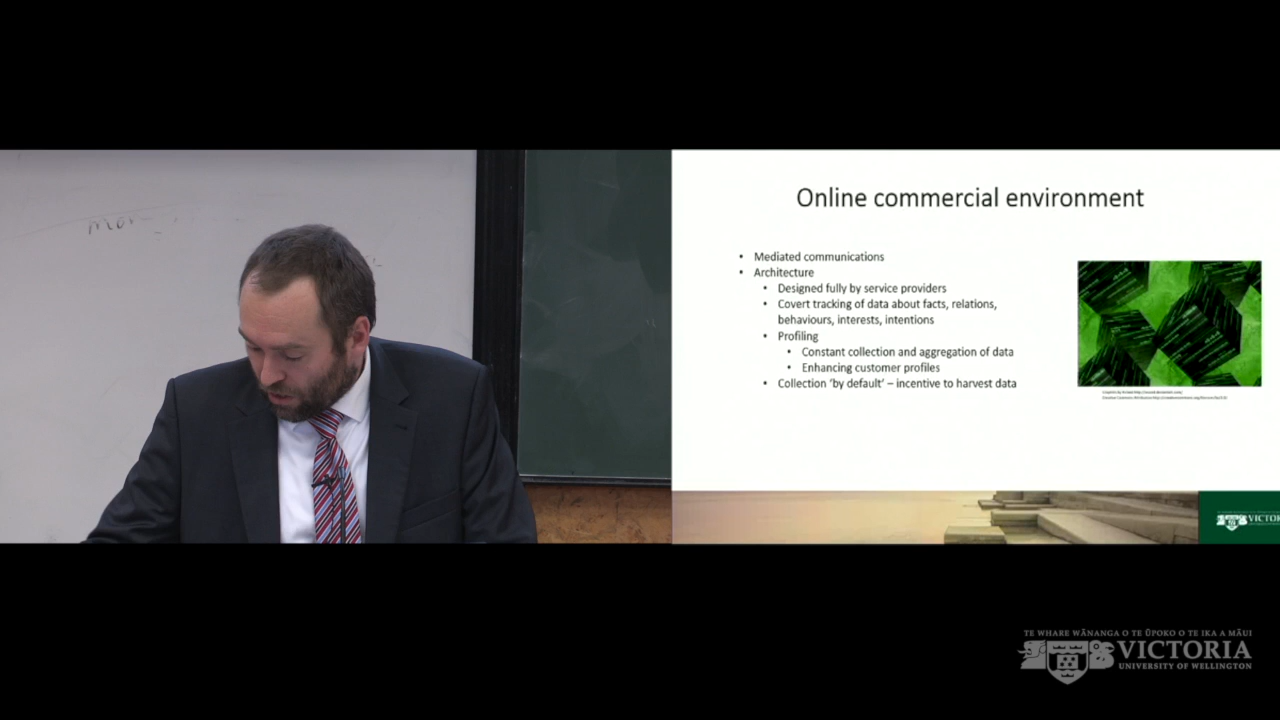 mon
Online commercial environment
• Mediated communications
• Architecture
• Designed fully by service providers
• Covert tracking of data about facts, relations,
behaviours, interests, intentions
• Profiling
• Constant collection and aggregation of data
• Enhancing customer profiles
• Collection ‘by default’ – incentive to harvest data
VICTOR
TE WHARE WĀNANGA O TE ŪPOKO O TE IKA A MĀUI
VICTORIA
UNIVERSITY OF WELLINGTON